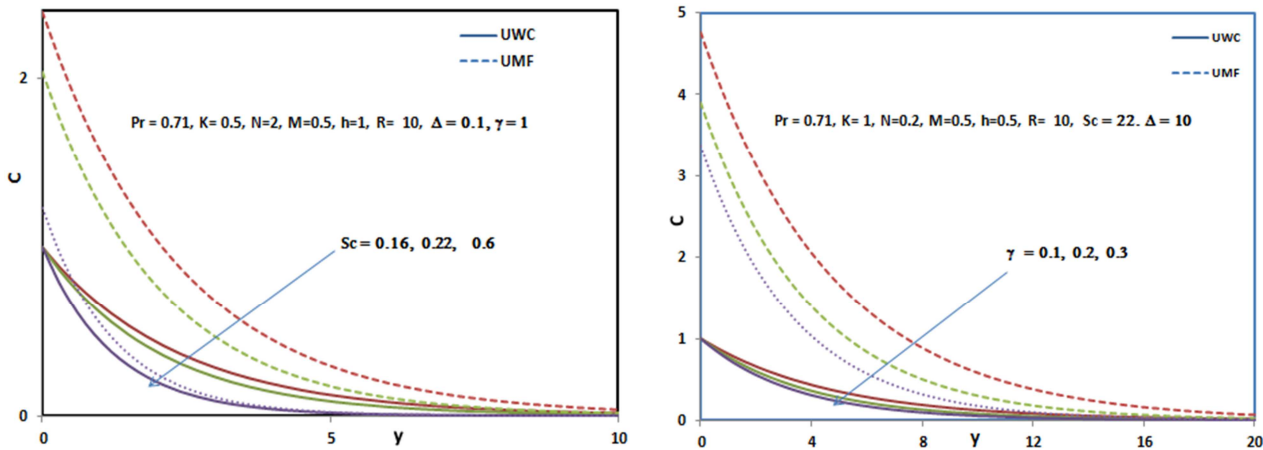 UWC
UMF
2
Pr = 0.71, K= 0.5, N=2, M=0.5, h=1, R= 10, Δ = 0.1, γ = 1
C
Sc = 0.16, 0.22, 0.6
0
0 5 10
y
5
UWC
UMF
4
Pr = 0.71, K= 1, N=0.2, M=0.5, h=0.5, R= 10, Sc = 22. Δ = 10
3
C
γ = 0.1, 0.2, 0.3
2
1
0
0 4 8 12 16 20
y